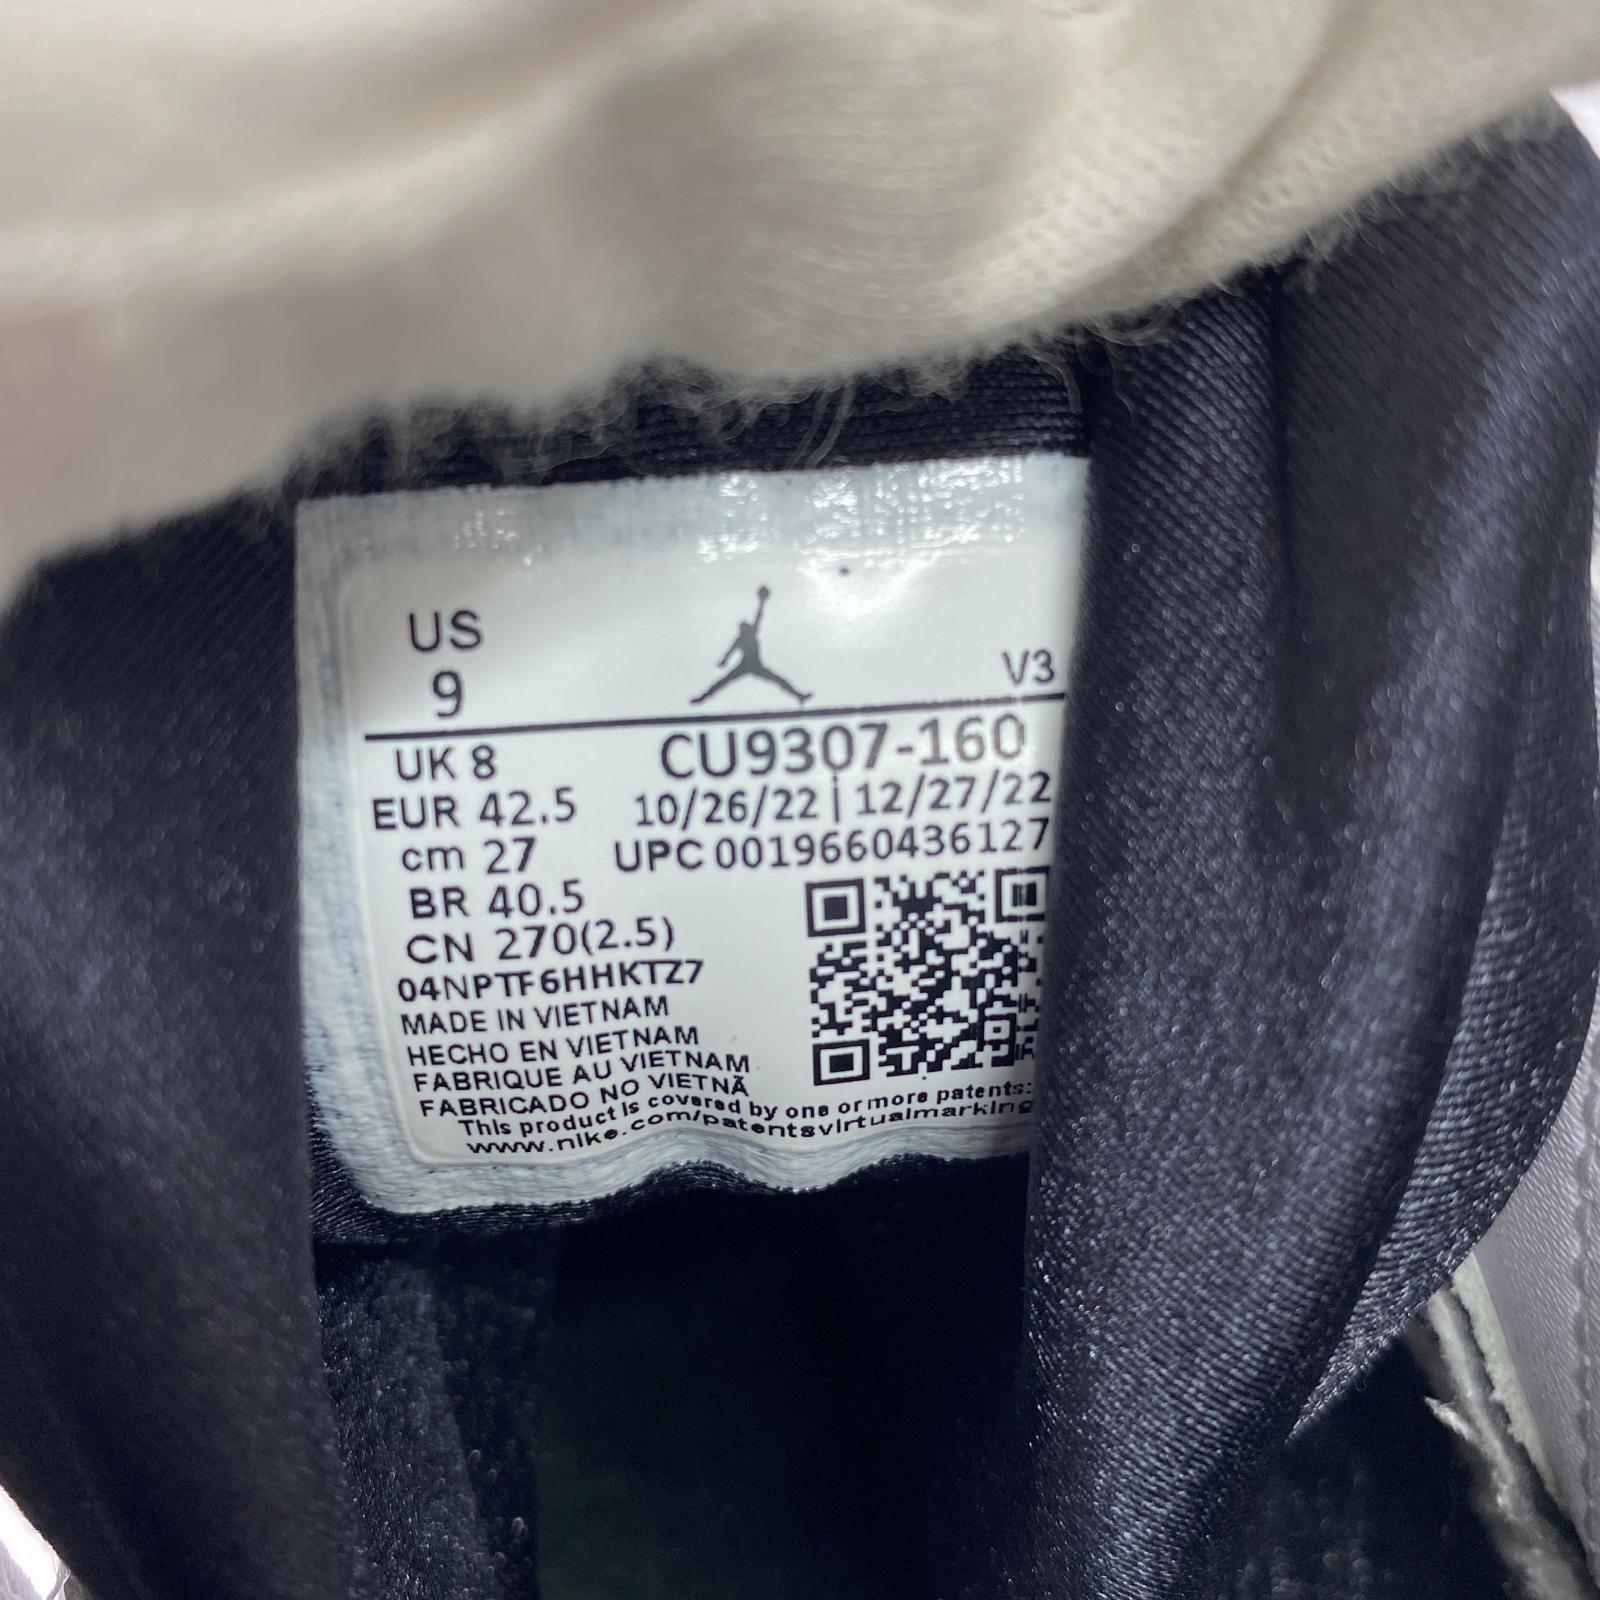 US
9
V3
UK 8
CU9307-160
EUR 42.5
10/26/22 | 12/27/22
cm 27
UPC 0019660436127
BR 40.5
CN 270(2.5)
04NPTF6HHKTZ7
MADE IN VIETNAM
HECHO EN VIETNAM
FABRIQUE AU VIETNAM
FABRICADO NO VIETNÃ
This product is covered by one or more patents:
www.nike.com/patentsvirtualmarking